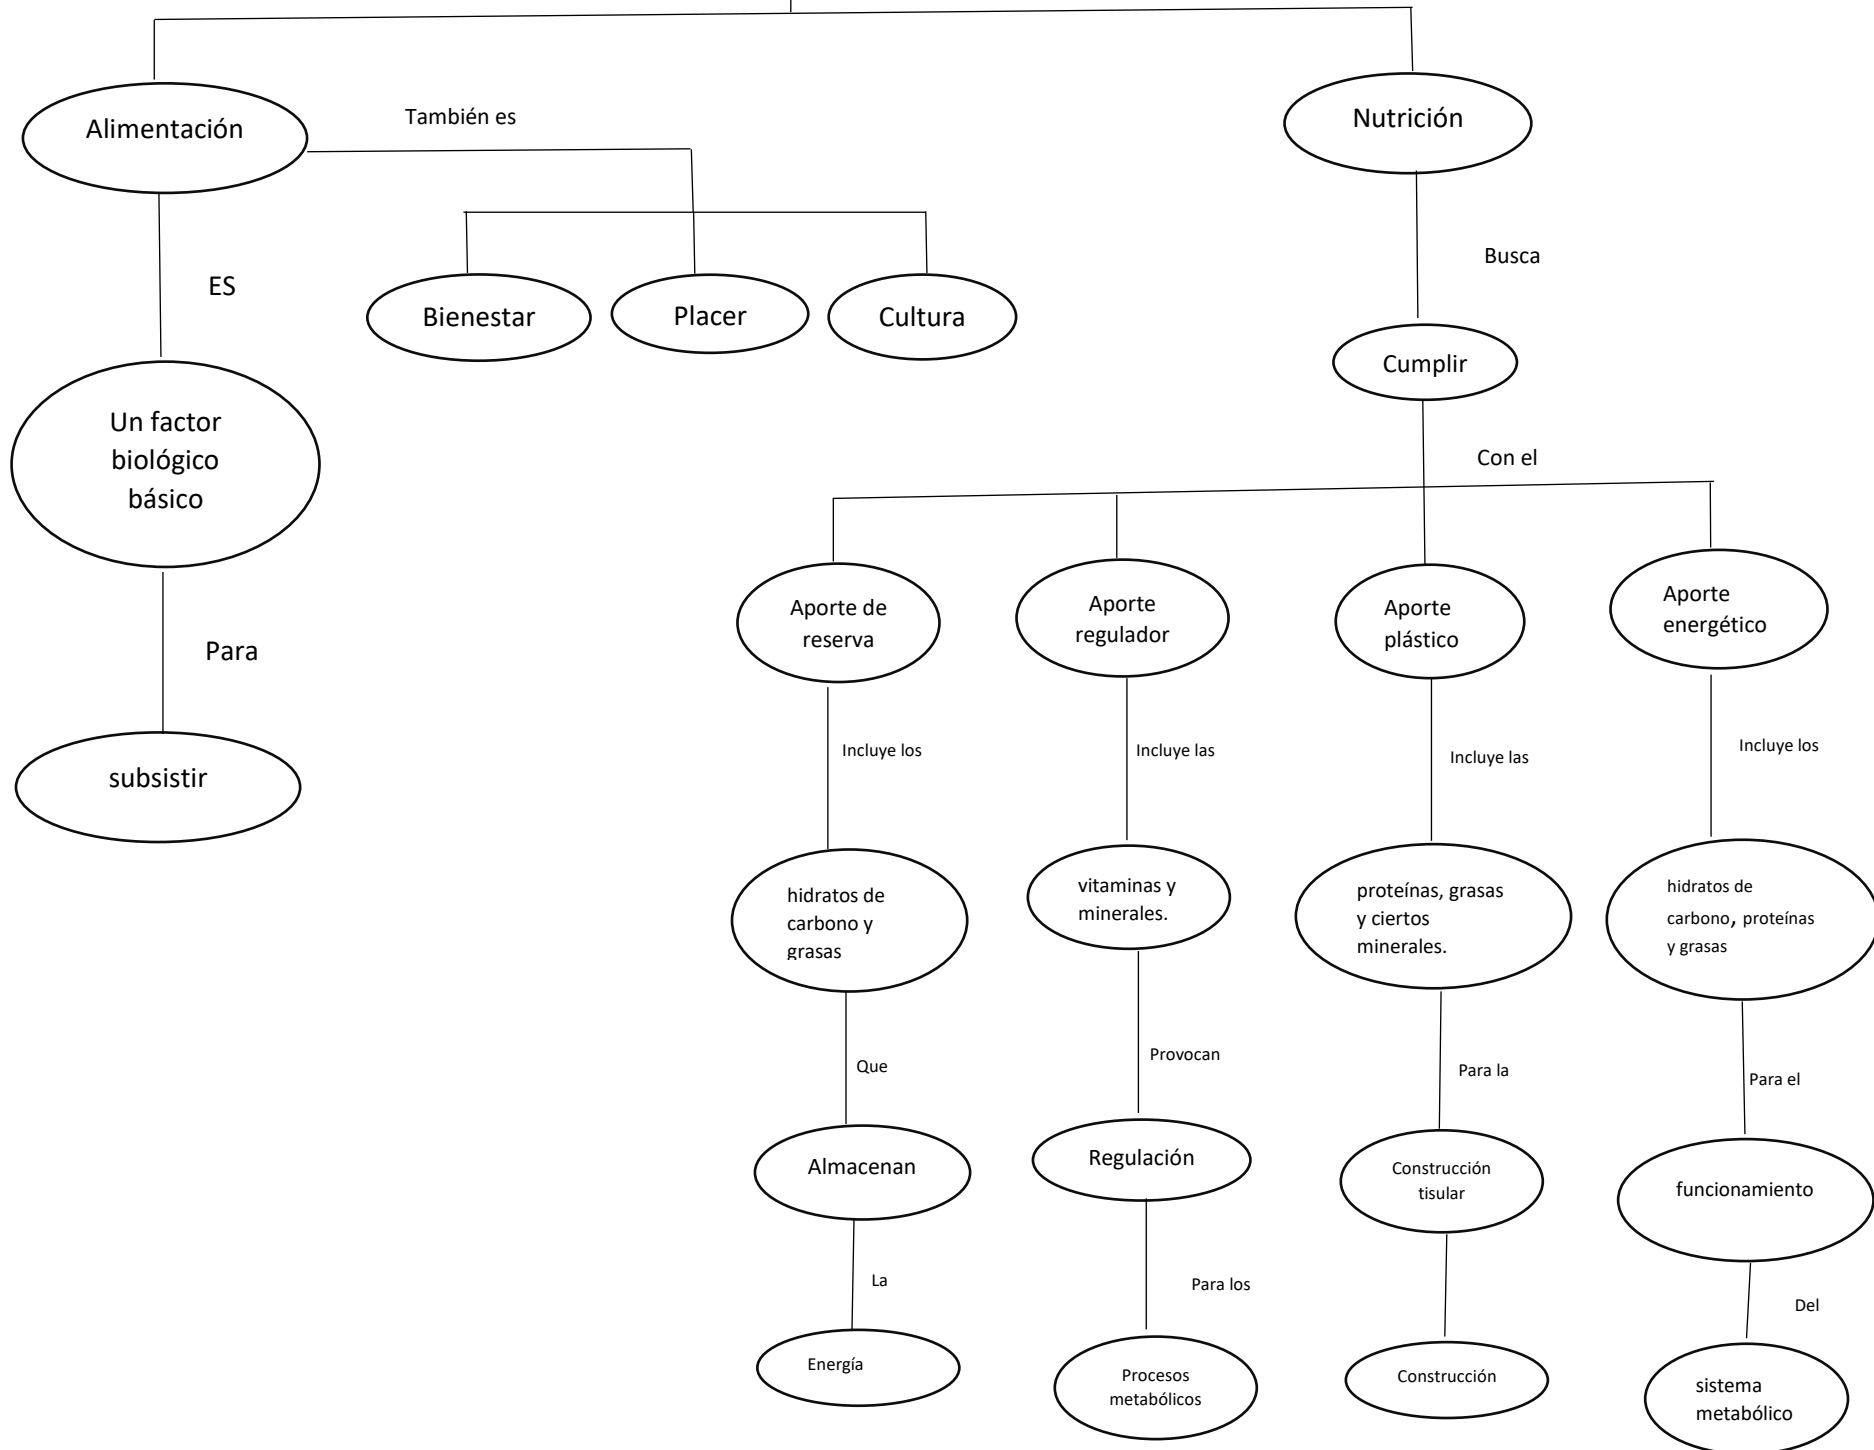 Alimentación
También es
Nutrición
ES
Busca
Bienestar
Placer
Cultura
Cumplir
Un factor
biológico
básico
Con el
Aporte de
reserva
Aporte
regulador
Aporte
plástico
Aporte
energético
Para
subsistir
Incluye los
Incluye las
Incluye las
Incluye los
hidratos de
carbono y
grasas
vitaminas y
minerales.
proteínas, grasas
y ciertos
minerales.
hidratos de
carbono, proteínas
y grasas
Que
Provocan
Para la
Para el
Almacenan
Regulación
Construcción
tisular
funcionamiento
La
Para los
Del
Energía
Procesos
metabólicos
Construcción
sistema
metabólico